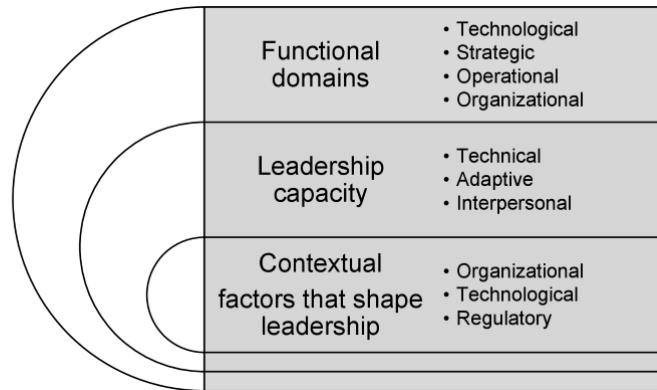 Functional
domains
• Technological
• Strategic
• Operational
• Organizational
Leadership
capacity
• Technical
• Adaptive
• Interpersonal
Contextual
factors that shape
leadership
• Organizational
• Technological
• Regulatory